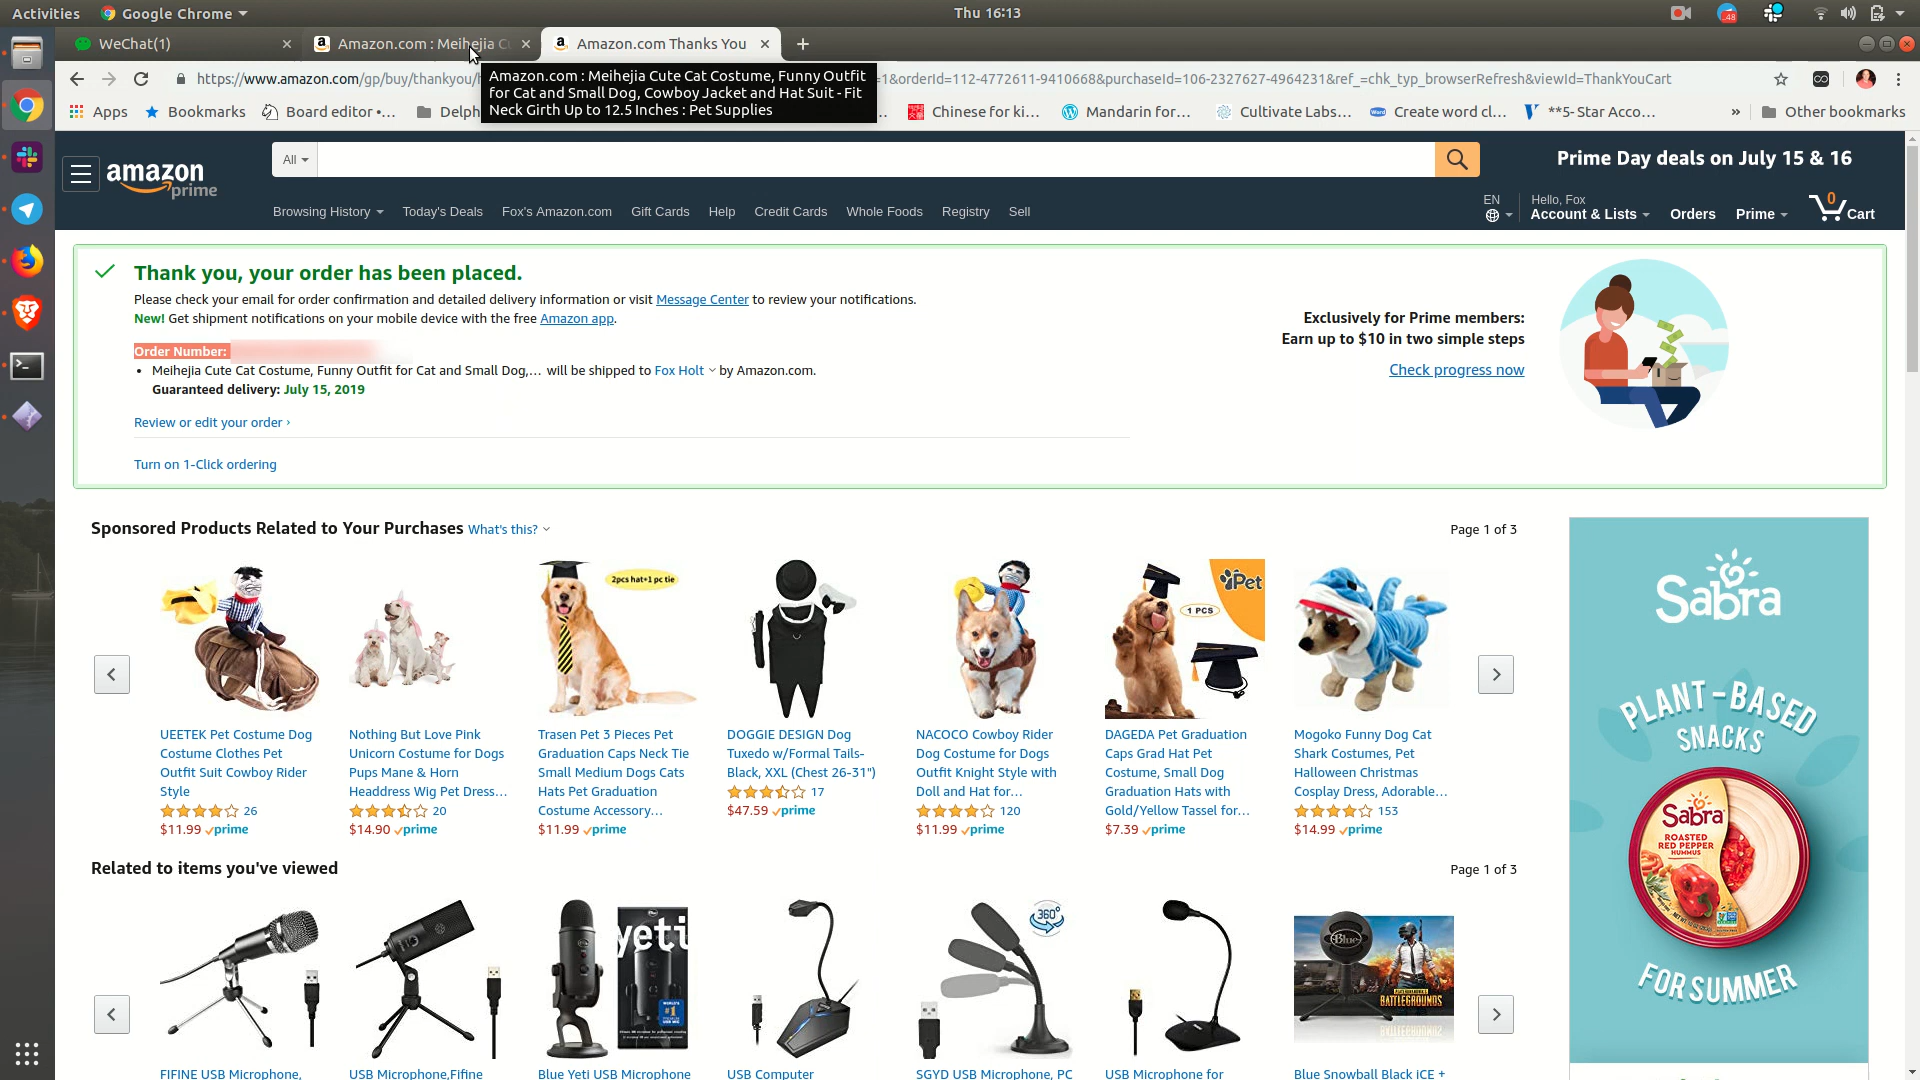 Activities
Google Chrome
Thu 16:13
48
WeChat(1)
Amazon.com : Meihejia C
Amazon.com Thanks You
https://www.amazon.com/gp/buy/thankyou/
=1&orderId=112-4772611-9410668&purchaseId=106-2327627-4964231&ref_=chk_typ_browserRefresh&viewId=ThankYouCart
Amazon.com : Meihejia Cute Cat Costume, Funny Outfit
for Cat and Small Dog, Cowboy Jacket and Hat Suit - Fit
Neck Girth Up to 12.5 Inches : Pet Supplies
Apps
Bookmarks
Board editor •...
Delph
Chinese for ki...
Mandarin for...
Cultivate Labs...
Create word cl...
**5- Star Acco...
»
Other bookmarks
amazon
prime
All
Prime Day deals on July 15 & 16
Browsing History
Today's Deals
Fox's Amazon.com
Gift Cards
Help
Credit Cards
Whole Foods
Registry
Sell
EN
Hello, Fox
Account & Lists
Orders
Prime
0
Cart
Thank you, your order has been placed.
Please check your email for order confirmation and detailed delivery information or visit Message Center to review your notifications.
New! Get shipment notifications on your mobile device with the free Amazon app.
Order Number:
• Meihejia Cute Cat Costume, Funny Outfit for Cat and Small Dog,... will be shipped to Fox Holt by Amazon.com.
Guaranteed delivery: July 15, 2019
Review or edit your order ›
Turn on 1-Click ordering
Exclusively for Prime members:
Earn up to $10 in two simple steps
Check progress now
Sponsored Products Related to Your Purchases What's this?
Page 1 of 3
2pcs hat+1 pc tie
iPet
1 PCS
UEETEK Pet Costume Dog
Costume Clothes Pet
Outfit Suit Cowboy Rider
Style
26
$11.99 prime
Nothing But Love Pink
Unicorn Costume for Dogs
Pups Mane & Horn
Headdress Wig Pet Dress...
20
$14.90 prime
Trasen Pet 3 Pieces Pet
Graduation Caps Neck Tie
Small Medium Dogs Cats
Hats Pet Graduation
Costume Accessory...
$11.99 prime
DOGGIE DESIGN Dog
Tuxedo w/Formal Tails-
Black, XXL (Chest 26-31")
17
$47.59 prime
NACOCO Cowboy Rider
Dog Costume for Dogs
Outfit Knight Style with
Doll and Hat for...
120
$11.99 prime
DAGEDA Pet Graduation
Caps Grad Hat Pet
Costume, Small Dog
Graduation Hats with
Gold/Yellow Tassel for...
$7.39 prime
Mogoko Funny Dog Cat
Shark Costumes, Pet
Halloween Christmas
Cosplay Dress, Adorable...
153
$14.99 prime
Related to items you've viewed
Page 1 of 3
yeti
#1
360°
Blue
BATTLEGROUNDS
FIFINE USB Microphone,
USB Microphone,Fifine
Blue Yeti USB Microphone
USB Computer
SGYD USB Microphone, PC
USB Microphone for
Blue Snowball Black iCE +
Sabra
PLANT-BASED
SNACKS
Sabra
ROASTED
RED PEPPER
HUMMUS
FOR SUMMER